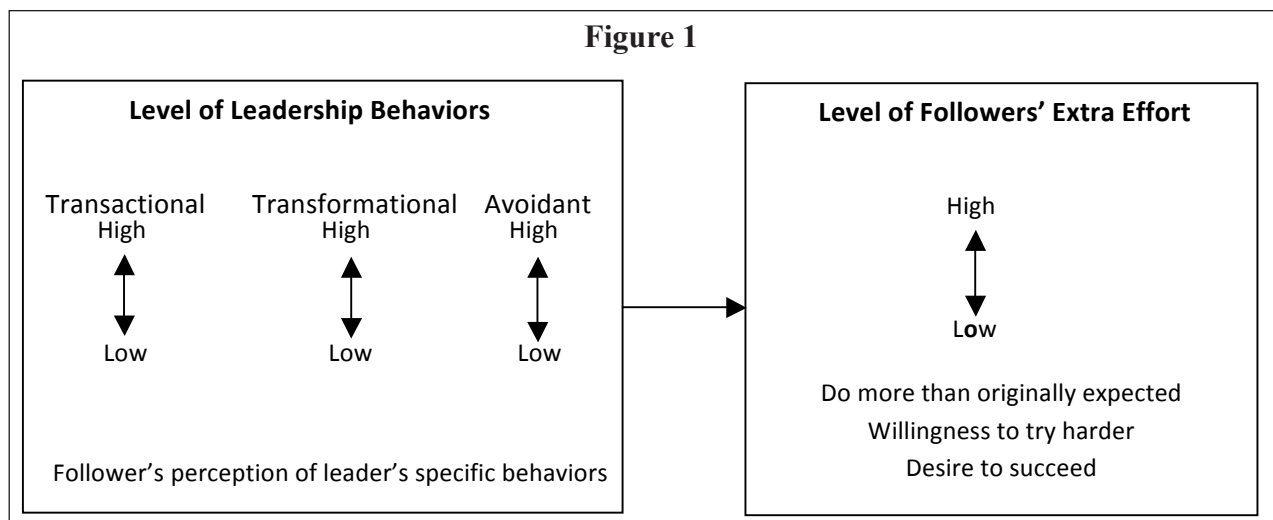 Figure 1
Level of Leadership Behaviors
Transactional Transformational Avoidant
High High High
Low Low Low
Follower's perception of leader's specific behaviors
Level of Followers' Extra Effort
High
Low
Do more than originally expected
Willingness to try harder
Desire to succeed